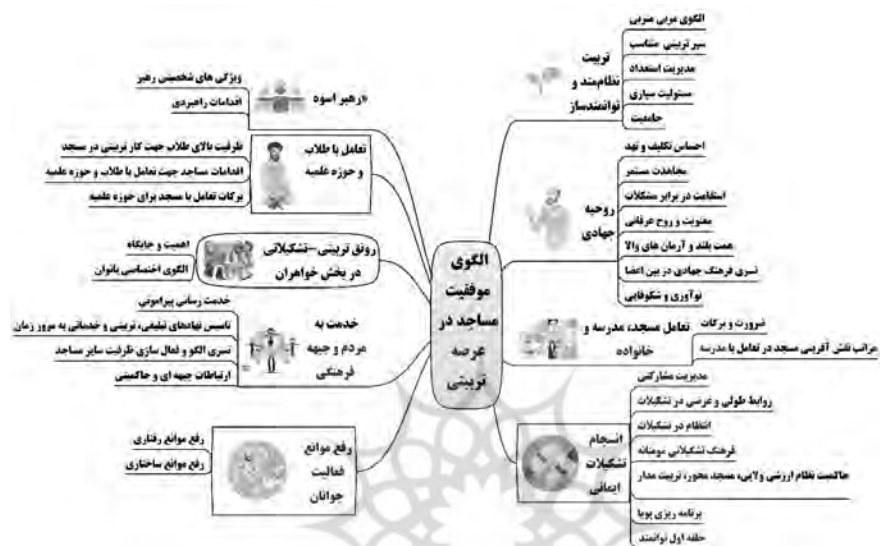 الگوی موفقیت مساجد در عرصه تربیتی
تربیت نظام‌مند و توانمندساز
الگوی مربی متربی
سیر تربیتی متناسب
مدیریت استعداد
مسئولیت سپاری
جامعیت
روحیه جهادی
احساس تکلیف و تهد
مجاهدت مستمر
استقامت در برابر مشکلات
معنویت و روح عرفانی
همت بلند و آرمان های والا
تسری فرهنگ جهادی در بین اعضا
نوآوری و شکوفایی
تعامل مسجد، مدرسه و خانواده
ضرورت و برکات
مراتب نقش آفرینی مسجد در تعامل با مدرسه
انسجام تشکیلات ایمانی
مدیریت مشارکتی
روابط طولی و عرضی در تشکیلات
انتظام در تشکیلات
فرهنگ تشکیلاتی مومنانه
حاکمیت نظام ارزشی ولایی، مسجد محور، تربیت مدار
برنامه ریزی پویا
حلقه اول توانمند
رهبر اسوه»
ویژگی های شخصیتی رهبر
اقدامات راهبردی
تعامل با طلاب و حوزه علمیه
ظرفیت بالای طلاب جهت کار تربیتی در مسجد
اقدامات مساجد جهت تعامل با طلاب و حوزه علمیه
برکات تعامل با مسجد برای حوزه علمیه
رونق تربیتی-تشکیلاتی در بخش خواهران
اهمیت و جایگاه
الگوی اختصاصی بانوان
خدمت به مردم و جبهه فرهنگی
خدمت رسانی پیرامونی
تاسیس نهادهای تبلیغی، تربیتی و خدماتی به مرور زمان
تسری الگو و فعال سازی ظرفیت سایر مساجد
ارتباطات جبهه ای و حاکمیتی
رفع موانع فعالیت جوانان
رفع موانع رفتاری
رفع موانع ساختاری